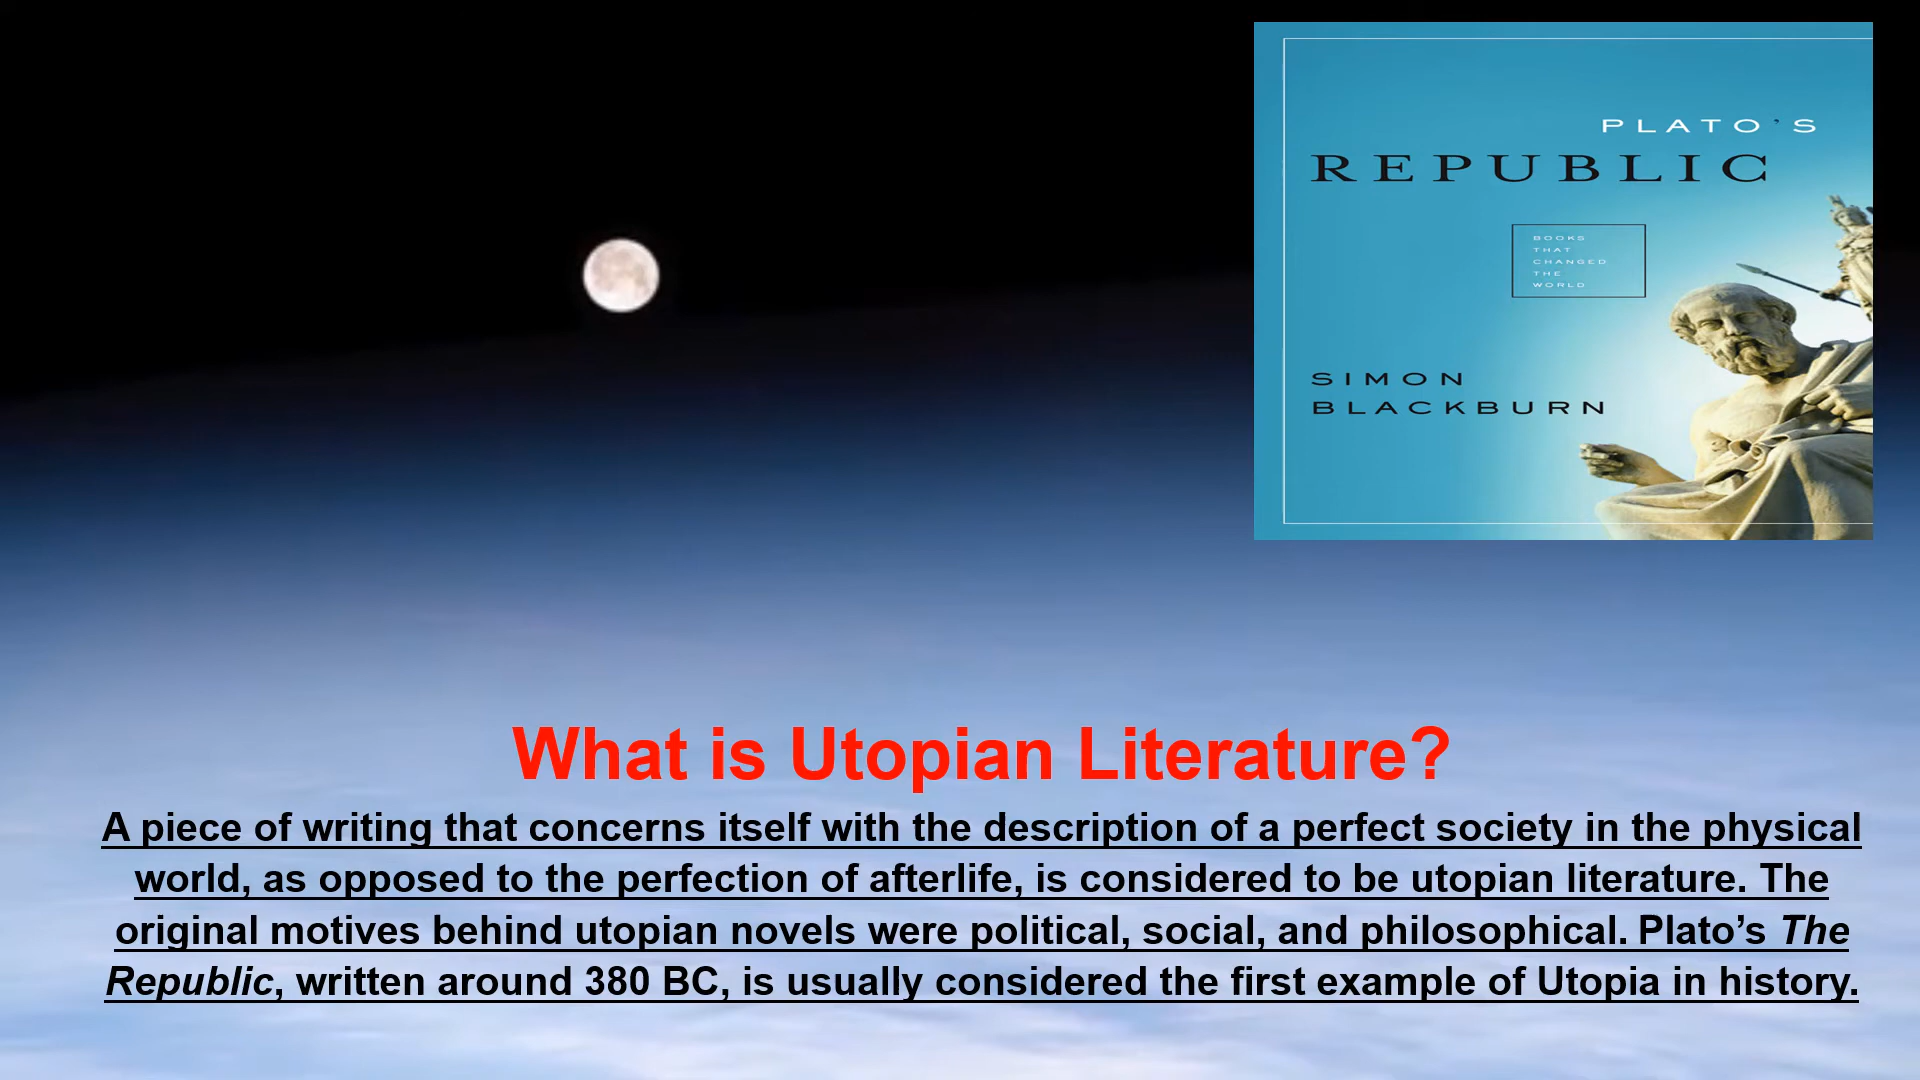 PLATO'S
REPUBLIC
BOOKS
THAT
CHANGED
THE
WORLD
SIMON
BLACKBURN
What is Utopian Literature?
A piece of writing that concerns itself with the description of a perfect society in the physical
world, as opposed to the perfection of afterlife, is considered to be utopian literature. The
original motives behind utopian novels were political, social, and philosophical. Plato’s The
Republic, written around 380 BC, is usually considered the first example of Utopia in history.